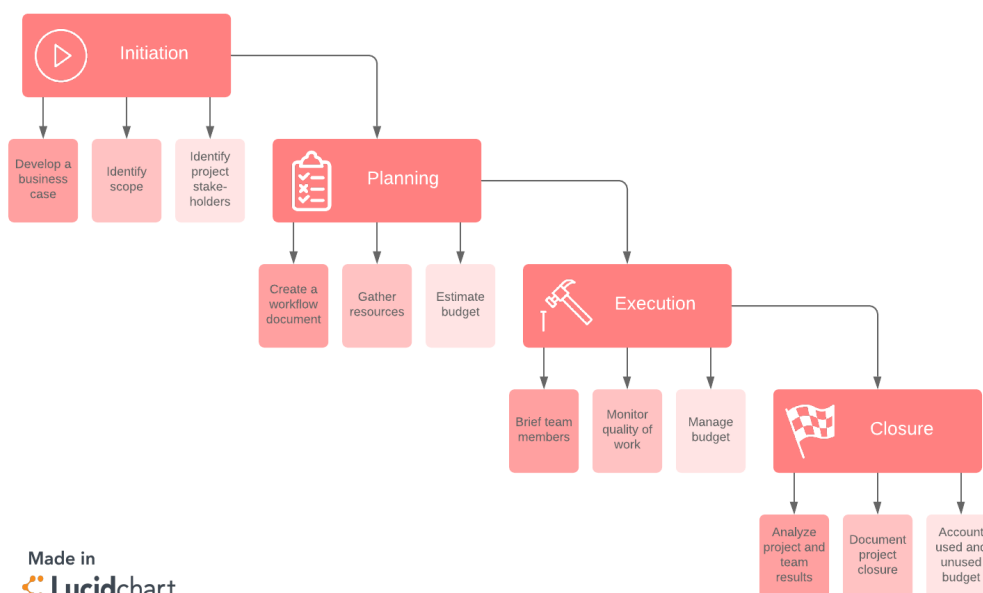 Initiation
Develop a
business
case
Identify
scope
Identify
project
stake-
holders
Planning
Create a
workflow
document
Gather
resources
Estimate
budget
Execution
Brief team
members
Monitor
quality of
work
Manage
budget
Closure
Analyze
project and
team
results
Document
project
closure
Account
used and
unused
budget
Made in
Lucidchart